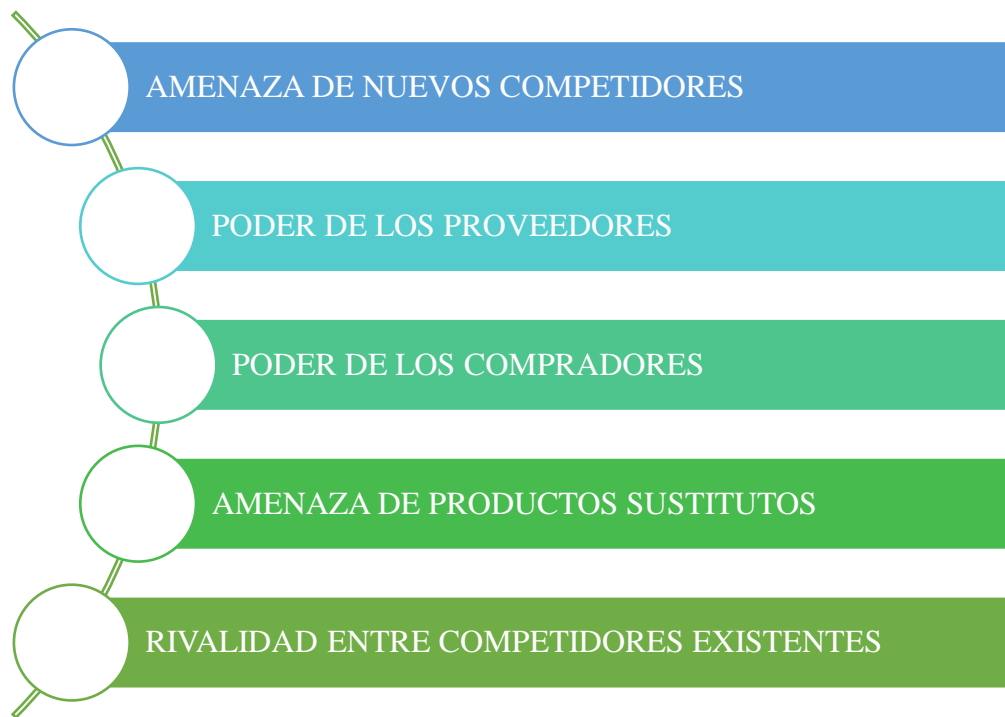 AMENAZA DE NUEVOS COMPETIDORES
PODER DE LOS PROVEEDORES
PODER DE LOS COMPRADORES
AMENAZA DE PRODUCTOS SUSTITUTOS
RIVALIDAD ENTRE COMPETIDORES EXISTENTES